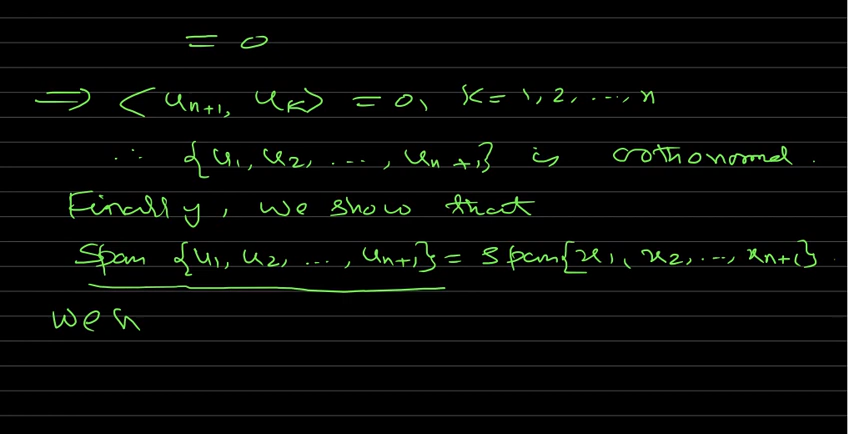 = 0
⇒ <u_{n+1}, u_k> = 0, k = 1, 2, ..., n
∴ {u_1, u_2, ..., u_{n+1}} is orthonormal.
Finally, we show that
Span {u_1, u_2, ..., u_{n+1}} = span{x_1, x_2, ..., x_{n+1}}.
we